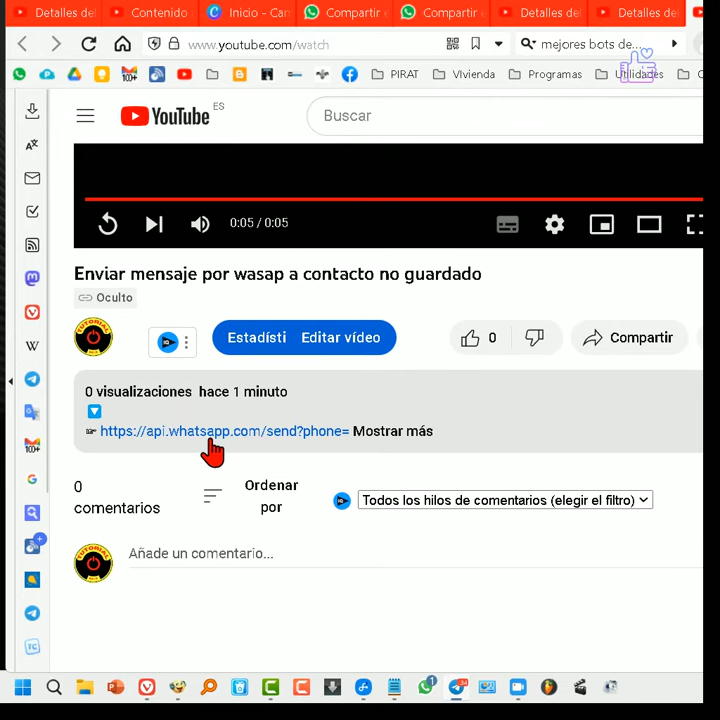 Detalles del
Contenido
Inicio - Can
Compartir
Compartir
Detalles del
Detalles del
www.youtube.com/watch
mejores bots de...
100+
PIRAT
VIvienda
Programas
Utilidades
YouTube
ES
Buscar
0:05 / 0:05
Enviar mensaje por wasap a contacto no guardado
Oculto
Estadísti
Editar vídeo
0
Compartir
0 visualizaciones hace 1 minuto
https://api.whatsapp.com/send?phone= Mostrar más
0
comentarios
Ordenar
por
Todos los hilos de comentarios (elegir el filtro)
Añade un comentario...
W
100+
G
TC